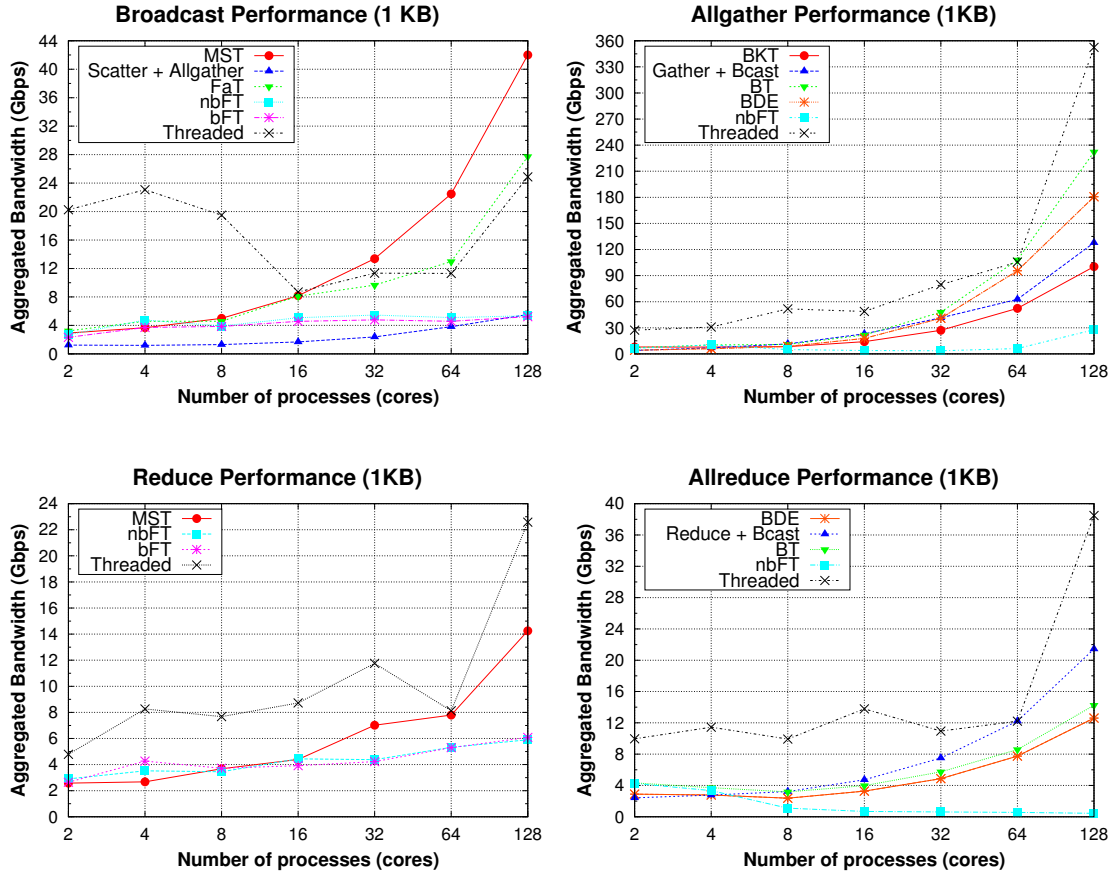 Broadcast Performance (1 KB)
Aggregated Bandwidth (Gbps)
44
40
36
32
28
24
20
16
12
8
4
0
MST
Scatter + Allgather
FaT
nbFT
bFT
Threaded
2 4 8 16 32 64 128
Number of processes (cores)
Allgather Performance (1KB)
Aggregated Bandwidth (Gbps)
360
330
300
270
240
210
180
150
120
90
60
30
0
BKT
Gather + Bcast
BT
BDE
nbFT
Threaded
2 4 8 16 32 64 128
Number of processes (cores)
Reduce Performance (1KB)
Aggregated Bandwidth (Gbps)
24
22
20
18
16
14
12
10
8
6
4
2
0
MST
nbFT
bFT
Threaded
2 4 8 16 32 64 128
Number of processes (cores)
Allreduce Performance (1KB)
Aggregated Bandwidth (Gbps)
40
36
32
28
24
20
16
12
8
4
0
BDE
Reduce + Bcast
BT
nbFT
Threaded
2 4 8 16 32 64 128
Number of processes (cores)